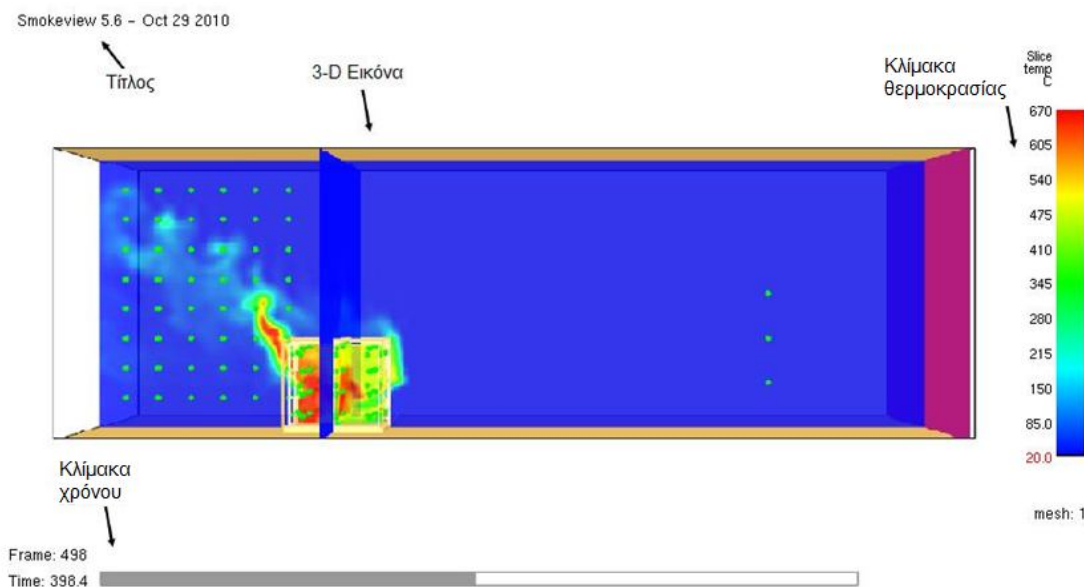 Smokeview 5.6 – Oct 29 2010
Τίτλος
3-D Εικόνα
Κλίμακα
θερμοκρασίας
Slice
temp
C
670
605
540
475
410
345
280
215
150
85.0
20.0
Κλίμακα
χρόνου
mesh: 1
Frame: 498
Time: 398.4